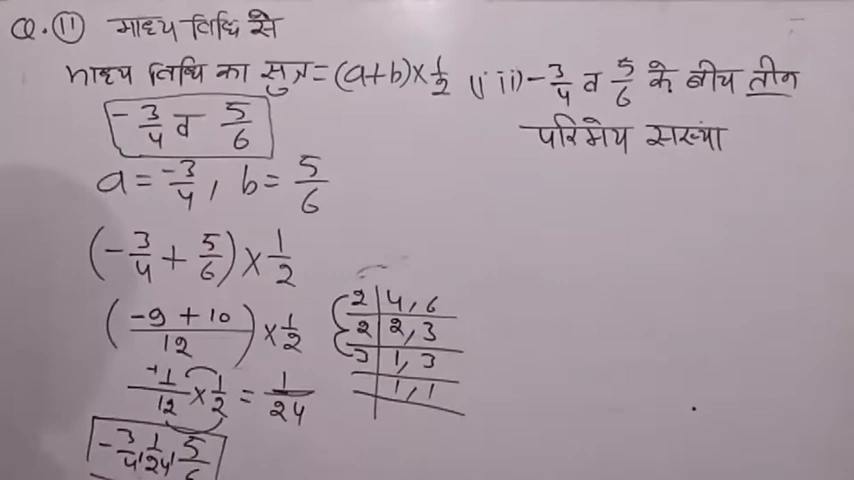 Q. 11 माध्य विधि से
माध्य विधि का सुत्र = (a+b) × 1/2 (iii) -3/4 व 5/6 के बीच तीन
परिमेय सख्यां
-3/4 व 5/6
a = -3/4, b = 5/6
(-3/4 + 5/6) × 1/2
(-9 + 10 / 12) × 1/2
+1/12 × 1/2 = 1/24
-3/4, 1/24, 5/6
2 | 4, 6
2 | 2, 3
3 | 1, 3
| 1, 1